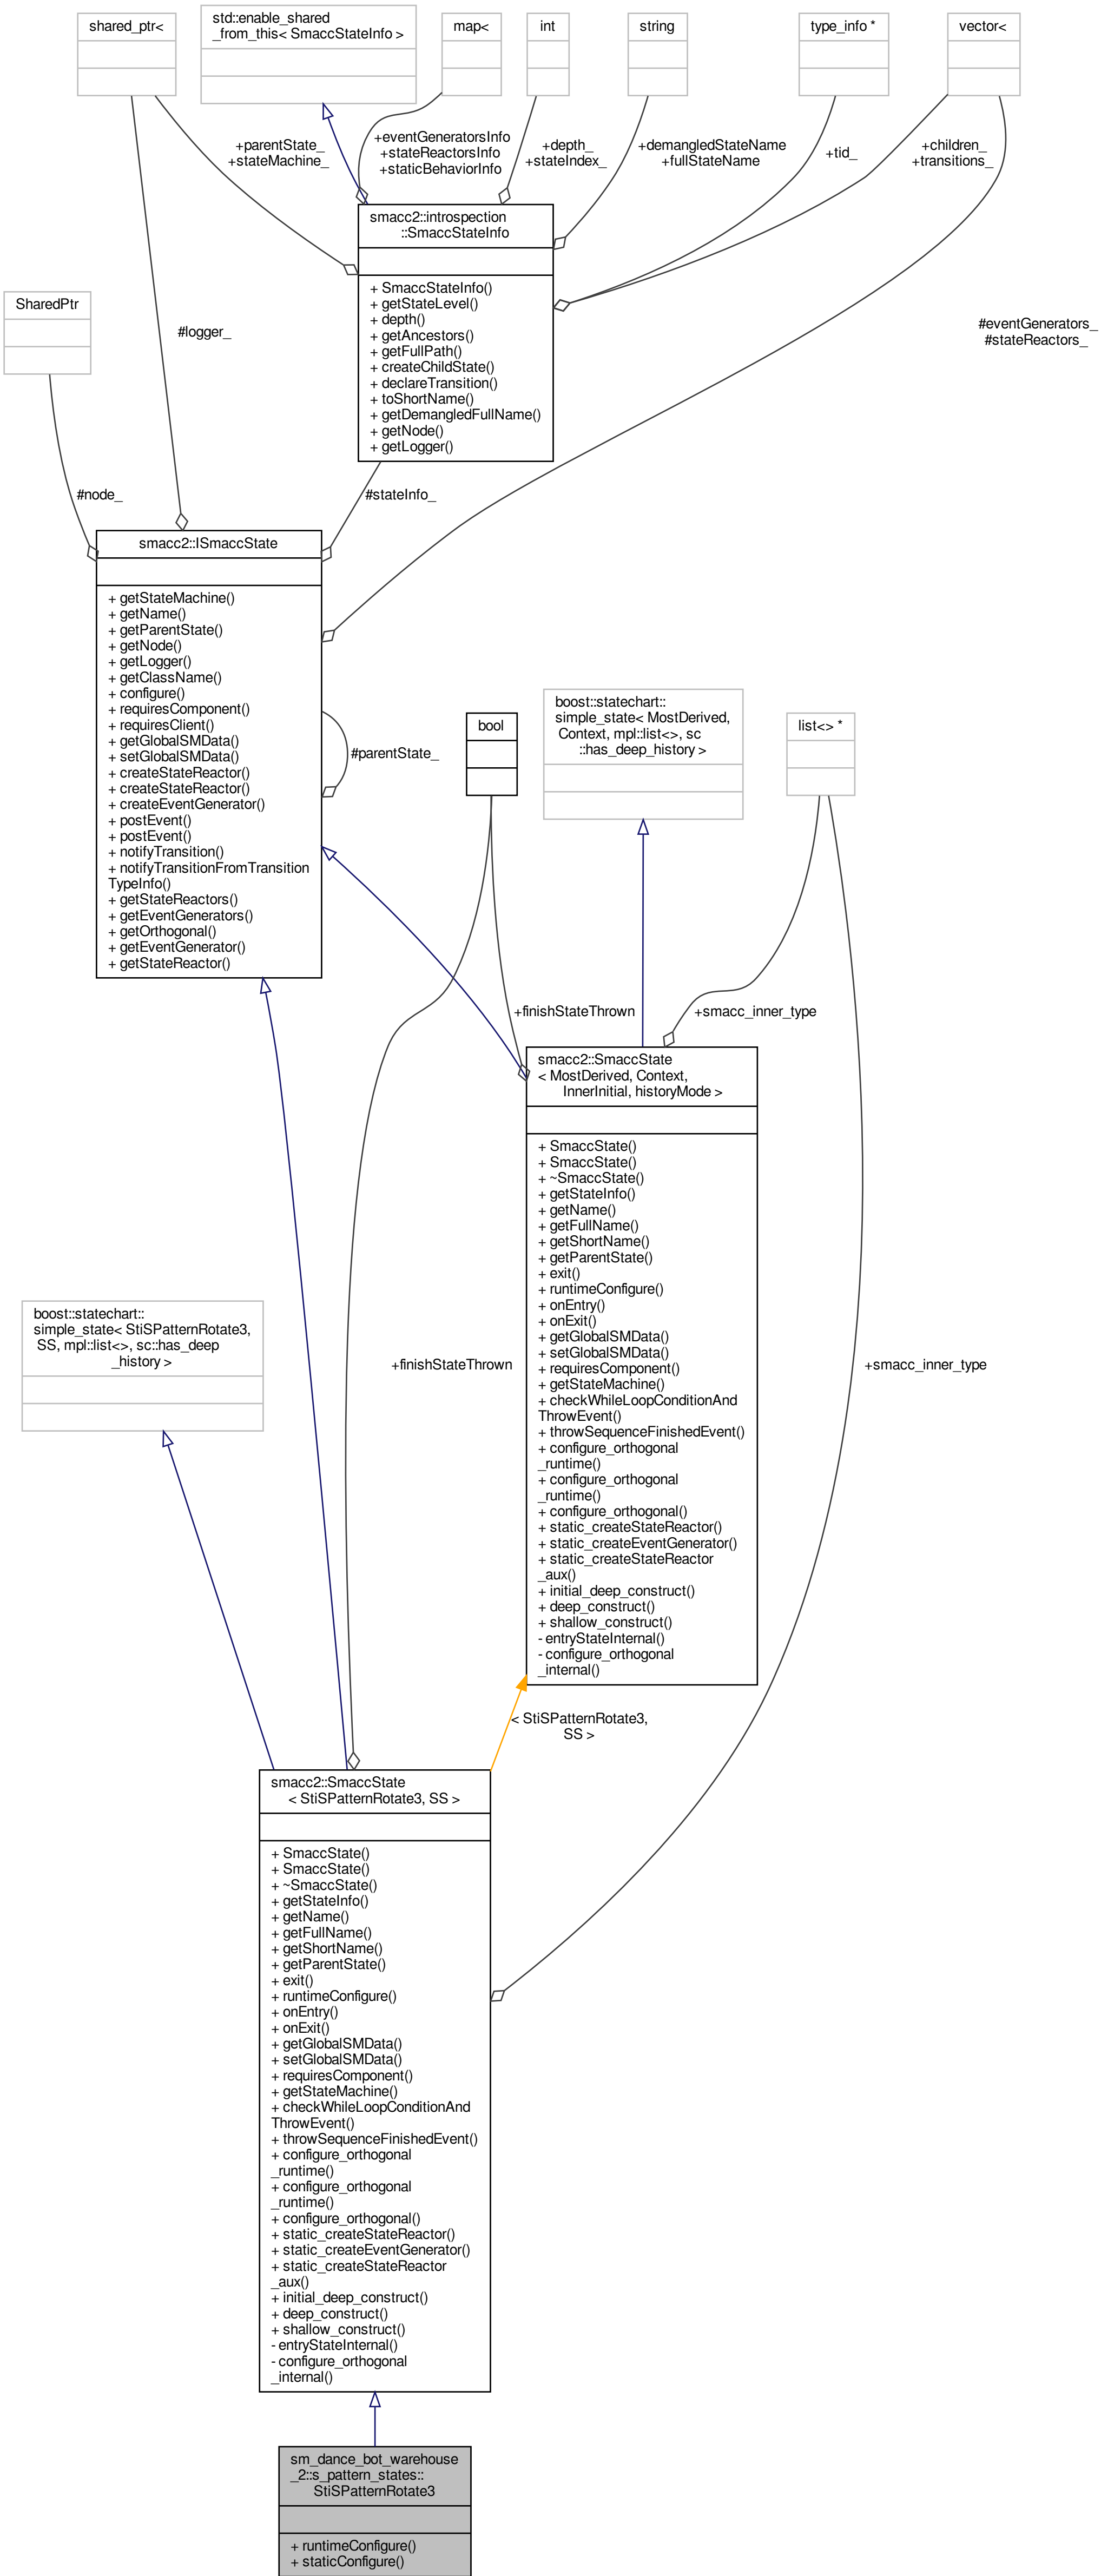 shared_ptr<
std::enable_shared
_from_this< SmaccStateInfo >
map<
int
string
type_info *
vector<
+parentState_
+stateMachine_
+eventGeneratorsInfo
+stateReactorsInfo
+staticBehaviorInfo
+depth_
+stateIndex_
+demangledStateName
+fullStateName
+tid_
+children_
+transitions_
smacc2::introspection
::SmaccStateInfo
+ SmaccStateInfo()
+ getStateLevel()
+ depth()
+ getAncestors()
+ getFullPath()
+ createChildState()
+ declareTransition()
+ toShortName()
+ getDemangledFullName()
+ getNode()
+ getLogger()
SharedPtr
#logger_
#eventGenerators_
#stateReactors_
#node_
#stateInfo_
smacc2::ISmaccState
+ getStateMachine()
+ getName()
+ getParentState()
+ getNode()
+ getLogger()
+ getClassName()
+ configure()
+ requiresComponent()
+ requiresClient()
+ getGlobalSMData()
+ setGlobalSMData()
+ createStateReactor()
+ createStateReactor()
+ createEventGenerator()
+ postEvent()
+ postEvent()
+ notifyTransition()
+ notifyTransitionFromTransition
TypeInfo()
+ getStateReactors()
+ getEventGenerators()
+ getOrthogonal()
+ getEventGenerator()
+ getStateReactor()
#parentState_
bool
boost::statechart::
simple_state< MostDerived,
Context, mpl::list<>, sc
::has_deep_history >
list<> *
+finishStateThrown
+smacc_inner_type
smacc2::SmaccState
< MostDerived, Context,
InnerInitial, historyMode >
+ SmaccState()
+ SmaccState()
+ ~SmaccState()
+ getStateInfo()
+ getName()
+ getFullName()
+ getShortName()
+ getParentState()
+ exit()
+ runtimeConfigure()
+ onEntry()
+ onExit()
+ getGlobalSMData()
+ setGlobalSMData()
+ requiresComponent()
+ getStateMachine()
+ checkWhileLoopConditionAnd
ThrowEvent()
+ throwSequenceFinishedEvent()
+ configure_orthogonal
_runtime()
+ configure_orthogonal
_runtime()
+ configure_orthogonal()
+ static_createStateReactor()
+ static_createEventGenerator()
+ static_createStateReactor
_aux()
+ initial_deep_construct()
+ deep_construct()
+ shallow_construct()
- entryStateInternal()
- configure_orthogonal
_internal()
boost::statechart::
simple_state< StiSPatternRotate3,
SS, mpl::list<>, sc::has_deep
_history >
+finishStateThrown
+smacc_inner_type
< StiSPatternRotate3,
SS >
smacc2::SmaccState
< StiSPatternRotate3, SS >
+ SmaccState()
+ SmaccState()
+ ~SmaccState()
+ getStateInfo()
+ getName()
+ getFullName()
+ getShortName()
+ getParentState()
+ exit()
+ runtimeConfigure()
+ onEntry()
+ onExit()
+ getGlobalSMData()
+ setGlobalSMData()
+ requiresComponent()
+ getStateMachine()
+ checkWhileLoopConditionAnd
ThrowEvent()
+ throwSequenceFinishedEvent()
+ configure_orthogonal
_runtime()
+ configure_orthogonal
_runtime()
+ configure_orthogonal()
+ static_createStateReactor()
+ static_createEventGenerator()
+ static_createStateReactor
_aux()
+ initial_deep_construct()
+ deep_construct()
+ shallow_construct()
- entryStateInternal()
- configure_orthogonal
_internal()
sm_dance_bot_warehouse
_2::s_pattern_states::
StiSPatternRotate3
+ runtimeConfigure()
+ staticConfigure()